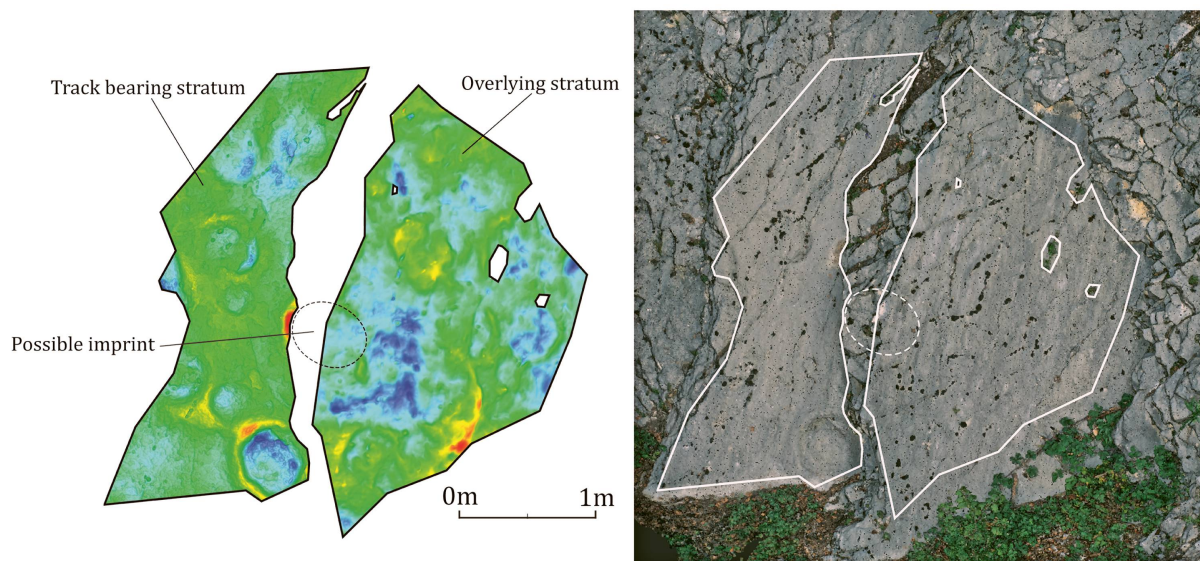 Track bearing stratum
Overlying stratum
Possible imprint
0m
1m